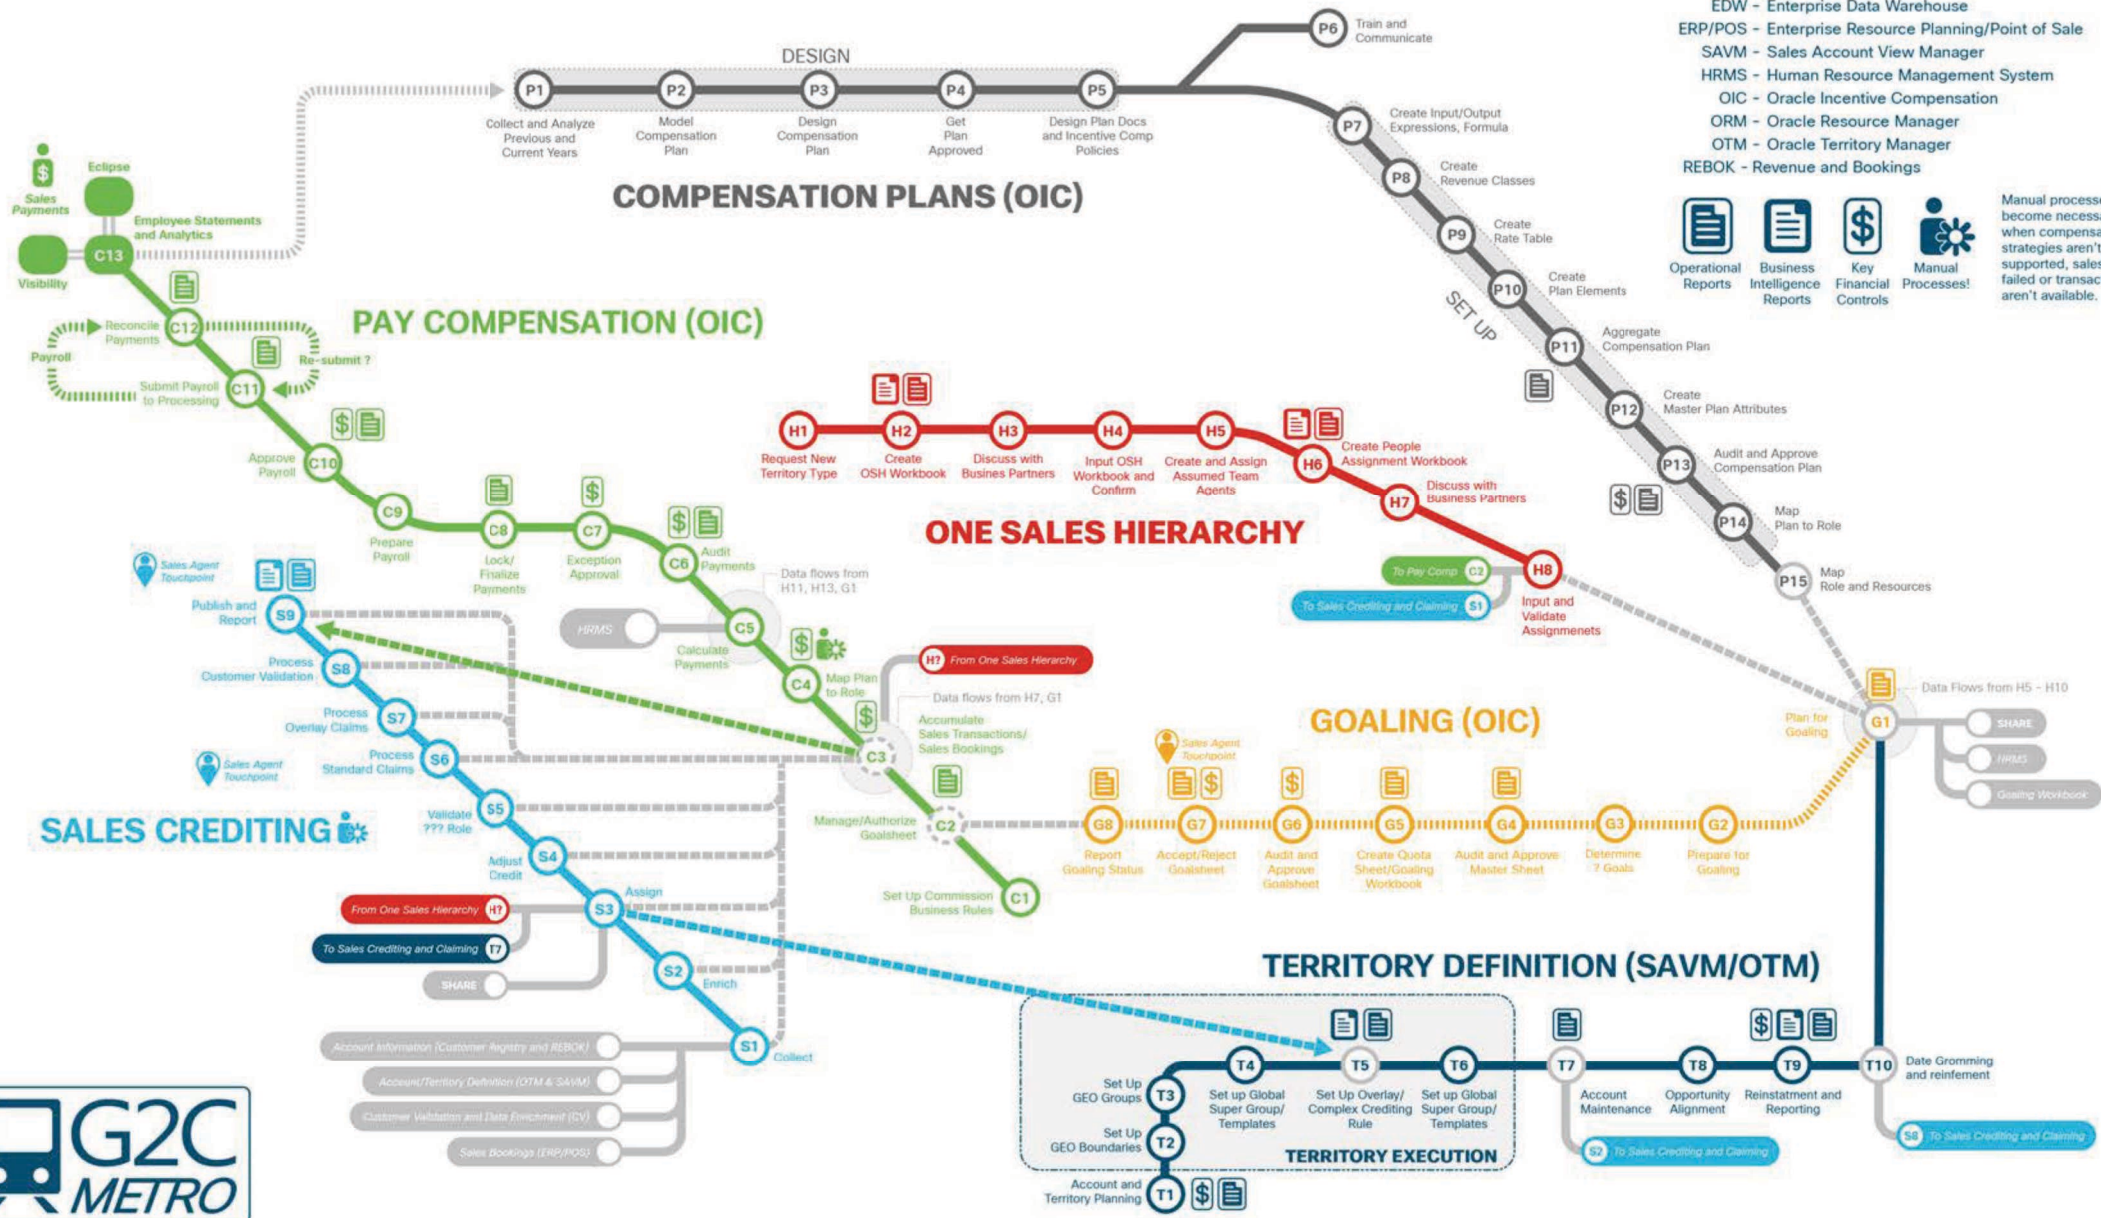 EDW - Enterprise Data Warehouse
ERP/POS - Enterprise Resource Planning/Point of Sale
SAVM - Sales Account View Manager
HRMS - Human Resource Management System
OIC - Oracle Incentive Compensation
ORM - Oracle Resource Manager
OTM - Oracle Territory Manager
REBOK - Revenue and Bookings
Operational
Reports
Business
Intelligence
Reports
Key
Financial
Controls
Manual
Processes!
Manual
become
when
strategies aren't
supported, sales
failed or
aren't available.
DESIGN
P1
Collect and Analyze
Previous and
Current Years
P2
Model
Compensation
Plan
P3
Design
Compensation
Plan
P4
Get
Plan
Approved
P5
Design Plan Docs
and Incentive Comp
Policies
P6
Train and
Communicate
COMPENSATION PLANS (OIC)
SET UP
P7
Create Input/Output
Expressions, Formula
P8
Create
Revenue Classes
P9
Create
Rate Table
P10
Create
Plan Elements
P11
Aggregate
Compensation Plan
P12
Create
Master Plan Attributes
P13
Audit and Approve
Compensation Plan
P14
Map
Plan to Role
P15
Map
Role and Resources
Sales
Payments
Eclipse
Employee Statements
and Analytics
C13
Visibility
PAY COMPENSATION (OIC)
Reconcile
Payments
C12
Payroll
Re-submit ?
Submit Payroll
to Processing
C11
Approve
Payroll
C10
C9
Prepare
Payroll
C8
Lock/
Finalize
Payments
C7
Exception
Approval
C6
Audit
Payments
Data flows from
H11, H13, G1
HRMS
C5
Calculate
Payments
C4
Map Plan
to Role
H? From One Sales Hierarchy
Data flows from H7, G1
C3
Accumulate
Sales Transactions/
Sales Bookings
Manage/Authorize
Goalsheet
C2
Set Up Commission
Business Rules
C1
H1
Request New
Territory Type
H2
Create
OSH Workbook
H3
Discuss with
Busines Partners
H4
Input OSH
Workbook and
Confirm
H5
Create and Assign
Assumed Team
Agents
H6
Create People
Assignment Workbook
H7
Discuss with
Business Partners
H8
Input and
Validate
Assignmenets
ONE SALES HIERARCHY
To Pay Comp C2
To Sales Crediting and Claiming S1
Sales Agent
Touchpoint
Publish and
Report
S9
Process
Customer Validation
S8
Process
Overlay Claims
S7
Sales Agent
Touchpoint
Process
Standard Claims
S6
SALES CREDITING
Validate
??? Role
S5
Adjust
Credit
S4
Assign
S3
From One Sales Hierarchy H?
To Sales Crediting and Claiming T7
SHARE
S2
Enrich
S1
Collect
Account Information (Customer Registry and REBOK)
Account/Territory Definition (OTM & SAVM)
Customer Validation and Data Enrichment (CV)
Sales Bookings (ERP/POS)
GOALING (OIC)
Plan for
Goaling
G1
Data Flows from H5 - H10
SHARE
HRMS
Goaling Workbook
Sales Agent
Touchpoint
G8
Report
Goaling Status
G7
Accept/Reject
Goalsheet
G6
Audit and
Approve
Goalsheet
G5
Create Quota
Sheet/Goaling
Workbook
G4
Audit and Approve
Master Sheet
G3
Determine
? Goals
G2
Prepare for
Goaling
TERRITORY DEFINITION (SAVM/OTM)
T4
Set up Global
Super Group/
Templates
T5
Set Up Overlay/
Complex Crediting
Rule
T6
Set up Global
Super Group/
Templates
T7
Account
Maintenance
T8
Opportunity
Alignment
T9
Reinstatment and
Reporting
T10
Date Gromming
and reinfement
Set Up
GEO Groups
T3
Set Up
GEO Boundaries
T2
TERRITORY EXECUTION
Account and
Territory Planning
T1
S2 To Sales Crediting and Claiming
S8 To Sales Crediting and Claiming
G2C
METRO